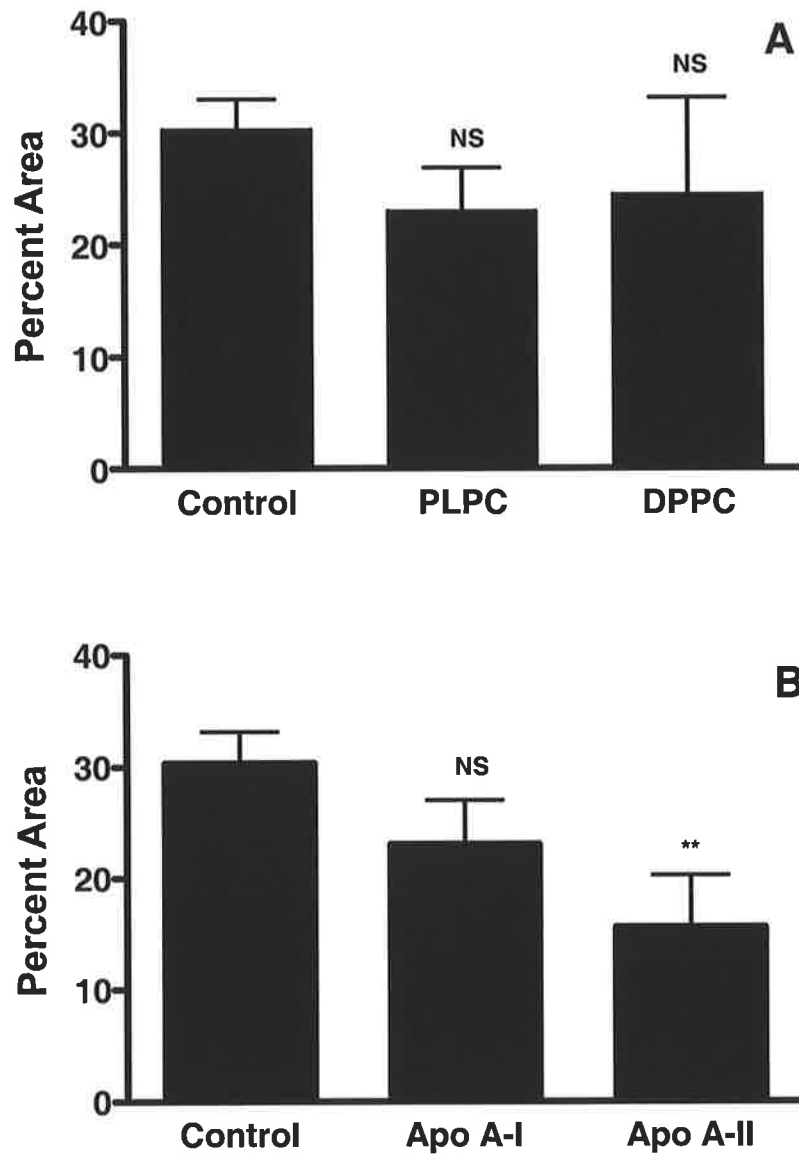 A
40
30
20
10
0
Percent Area
NS
NS
Control PLPC DPPC
B
40
30
20
10
0
Percent Area
NS
**
Control Apo A-I Apo A-II